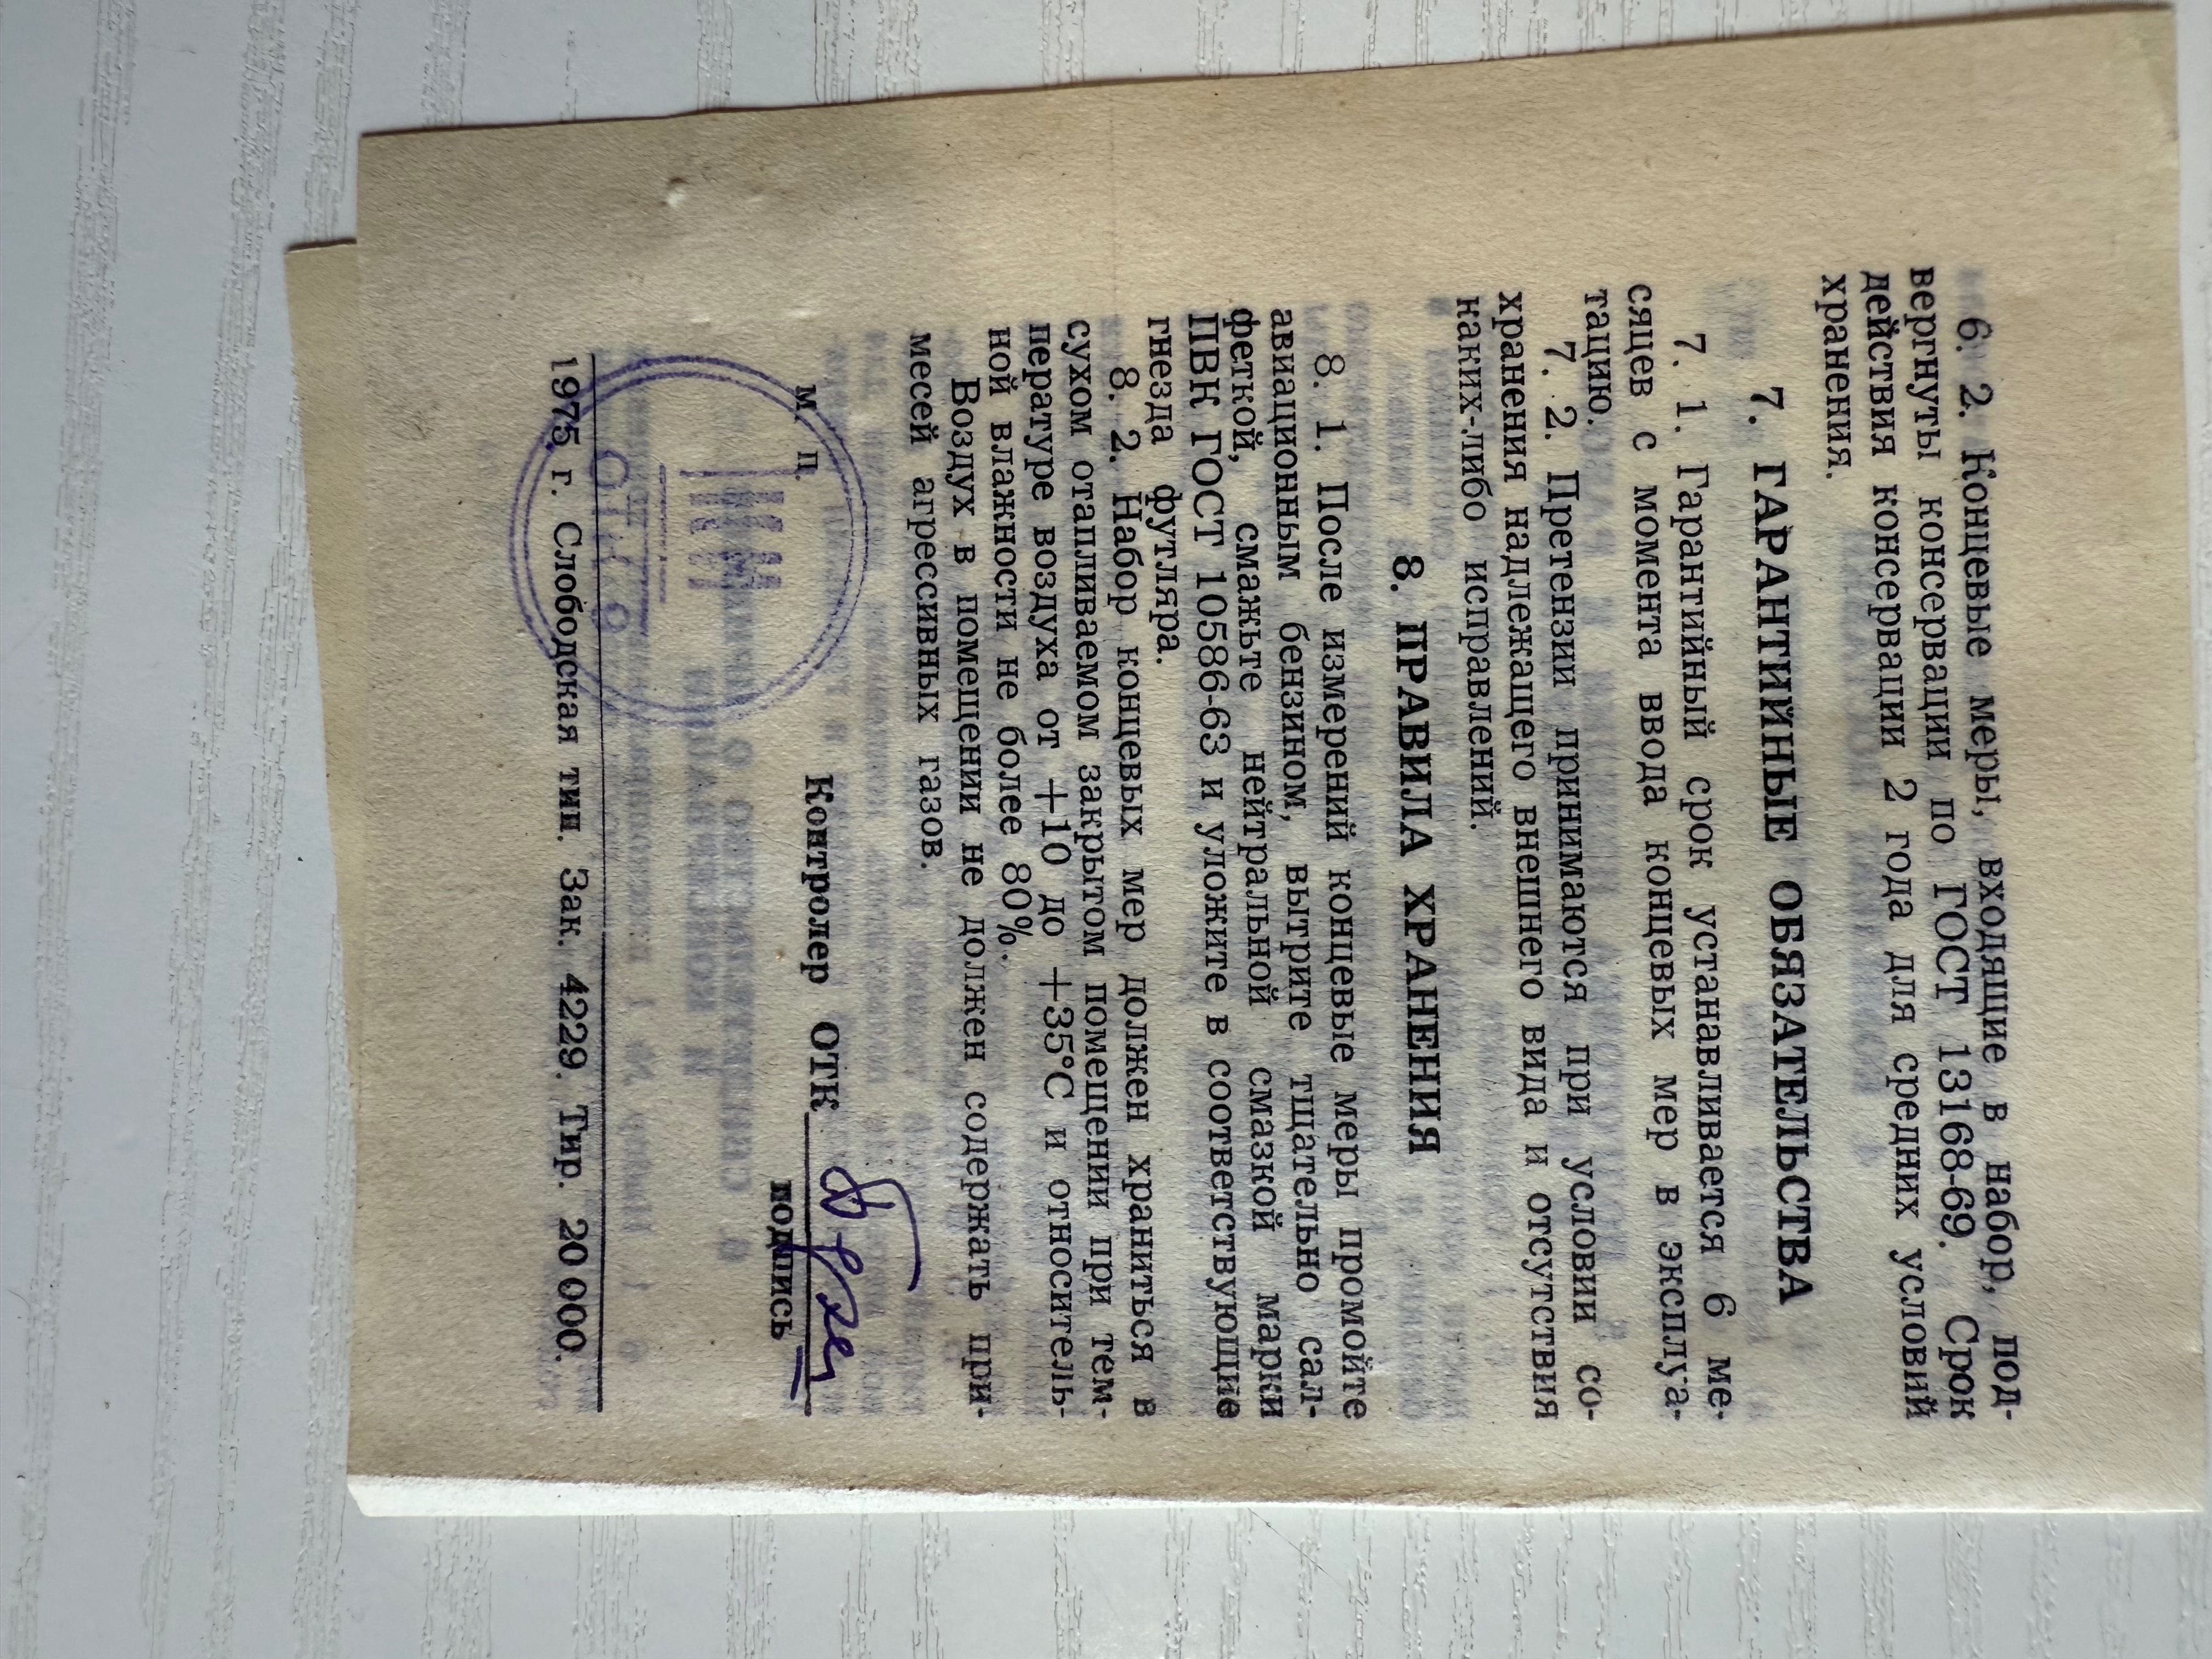 6. 2. Концевые меры, входящие в набор, под-
вергнуты консервации по ГОСТ 13168-69. Срок
действия консервации 2 года для средних условий
хранения.
7. ГАРАНТИЙНЫЕ ОБЯЗАТЕЛЬСТВА
7. 1. Гарантийный срок устанавливается 6 ме-
сяцев с момента ввода концевых мер в эксплуа-
тацию.
7. 2. Претензии принимаются при условии со-
хранения надлежащего внешнего вида и отсутствия
каких-либо исправлений.
8. ПРАВИЛА ХРАНЕНИЯ
8. 1. После измерений концевые меры промойте
авиационным бензином, вытрите тщательно сал-
феткой, смажьте нейтральной смазкой марки
ПВК ГОСТ 10586-63 и уложите в соответствующие
гнезда футляра.
8. 2. Набор концевых мер должен храниться в
сухом отапливаемом закрытом помещении при тем-
пературе воздуха от +10 до +35°С и относитель-
ной влажности не более 80%.
Воздух в помещении не должен содержать при-
месей агрессивных газов.
м п.
Контролер ОТК
подпись
1975 г. Слободская тип. Зак. 4229. Тир. 20 000.